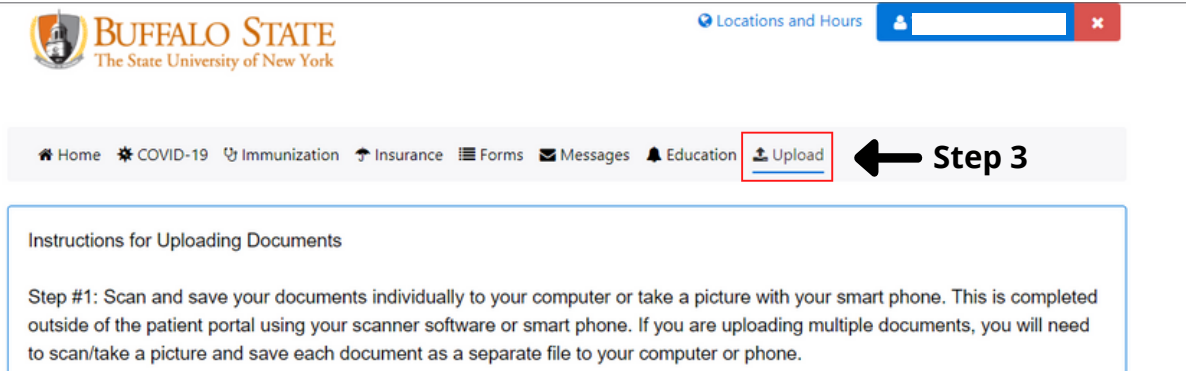 BUFFALO STATE
The State University of New York
Locations and Hours
Home COVID-19 Immunization Insurance Forms Messages Education Upload
Step 3
Instructions for Uploading Documents
Step #1: Scan and save your documents individually to your computer or take a picture with your smart phone. This is completed
outside of the patient portal using your scanner software or smart phone. If you are uploading multiple documents, you will need
to scan/take a picture and save each document as a separate file to your computer or phone.